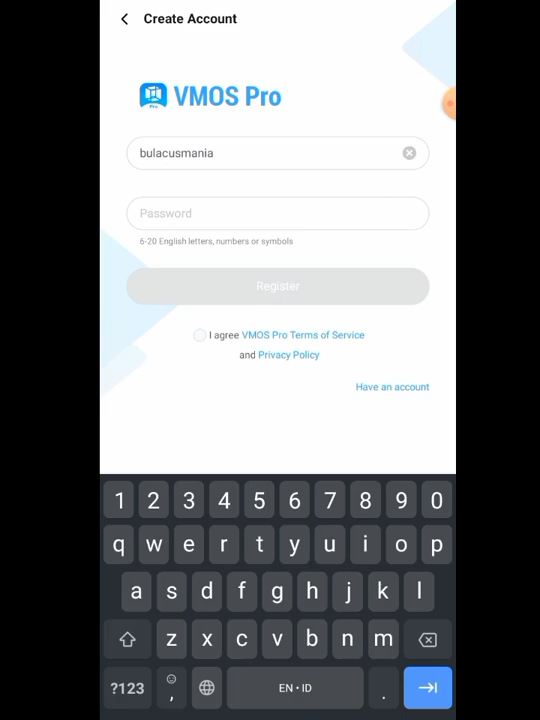 Create Account
Pro
VMOS Pro
bulacusmania
Password
6-20 English letters, numbers or symbols
Register
I agree VMOS Pro Terms of Service
and Privacy Policy
Have an account
1 2 3 4 5 6 7 8 9 0
q w e r t y u i o p
a s d f g h j k l
z x c v b n m
?123 , EN • ID .